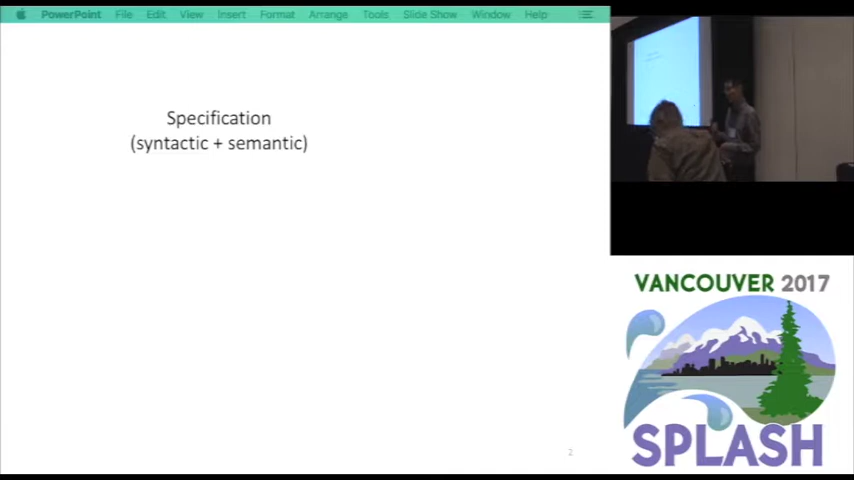 PowerPoint File Edit View Insert Format Arrange Tools Slide Show Window Help
Specification
(syntactic + semantic)
2
VANCOUVER 2017
SPLASH